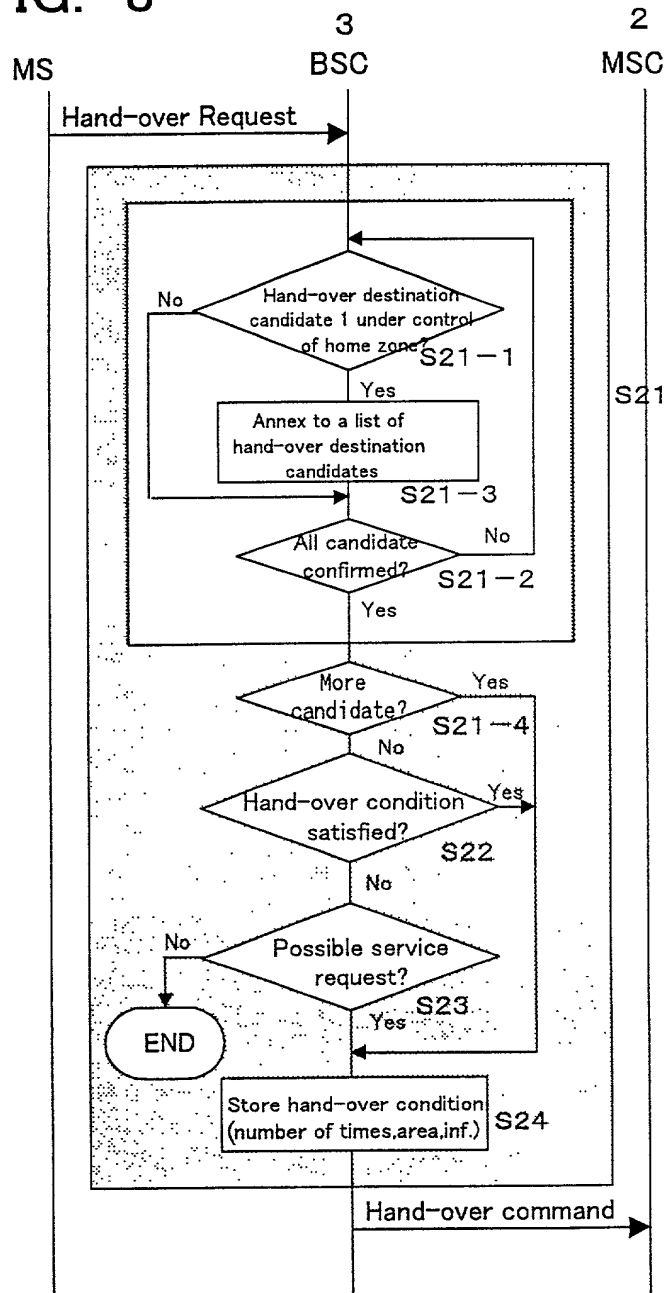 3
2
MS
BSC
MSC
Hand-over Request
No
Hand-over destination
candidate 1 under control
of home zone?
S21-1
Yes
S21
Annex to a list of
hand-over destination
candidates
S21-3
All candidate
confirmed?
No
S21-2
Yes
More
candidate?
Yes
S21-4
No
Hand-over condition
satisfied?
Yes
S22
No
No
Possible service
request?
S23
Yes
END
Store hand-over condition
(number of times,area,inf.)
S24
Hand-over command